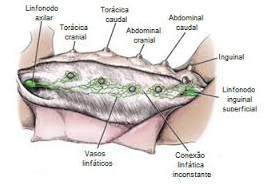 Linfonodo
axilar
Torácica
cranial
Torácica
caudal
Abdominal
cranial
Abdominal
caudal
Inguinal
Linfonodo
inguinal
superficial
Vasos
linfáticos
Conexão
linfática
inconstante